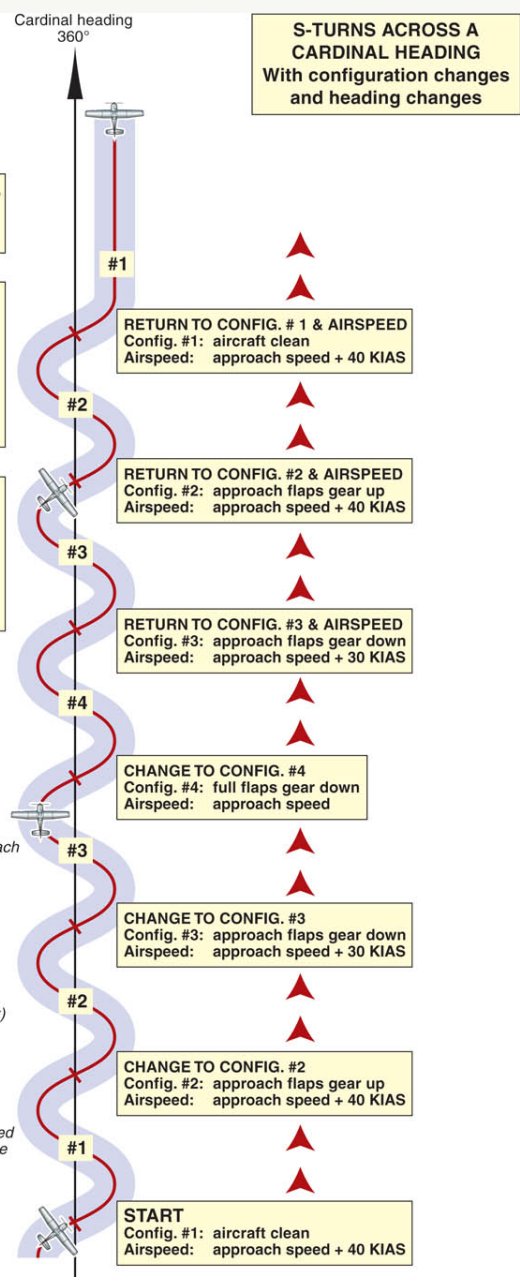 Cardinal heading
360°
S-TURNS ACROSS A
CARDINAL HEADING
With configuration changes
and heading changes
#1
RETURN TO CONFIG. # 1 & AIRSPEED
Config. #1: aircraft clean
Airspeed: approach speed + 40 KIAS
#2
RETURN TO CONFIG. #2 & AIRSPEED
Config. #2: approach flaps gear up
Airspeed: approach speed + 40 KIAS
#3
RETURN TO CONFIG. #3 & AIRSPEED
Config. #3: approach flaps gear down
Airspeed: approach speed + 30 KIAS
#4
CHANGE TO CONFIG. #4
Config. #4: full flaps gear down
Airspeed: approach speed
#3
CHANGE TO CONFIG. #3
Config. #3: approach flaps gear down
Airspeed: approach speed + 30 KIAS
#2
CHANGE TO CONFIG. #2
Config. #2: approach flaps gear up
Airspeed: approach speed + 40 KIAS
#1
START
Config. #1: aircraft clean
Airspeed: approach speed + 40 KIAS